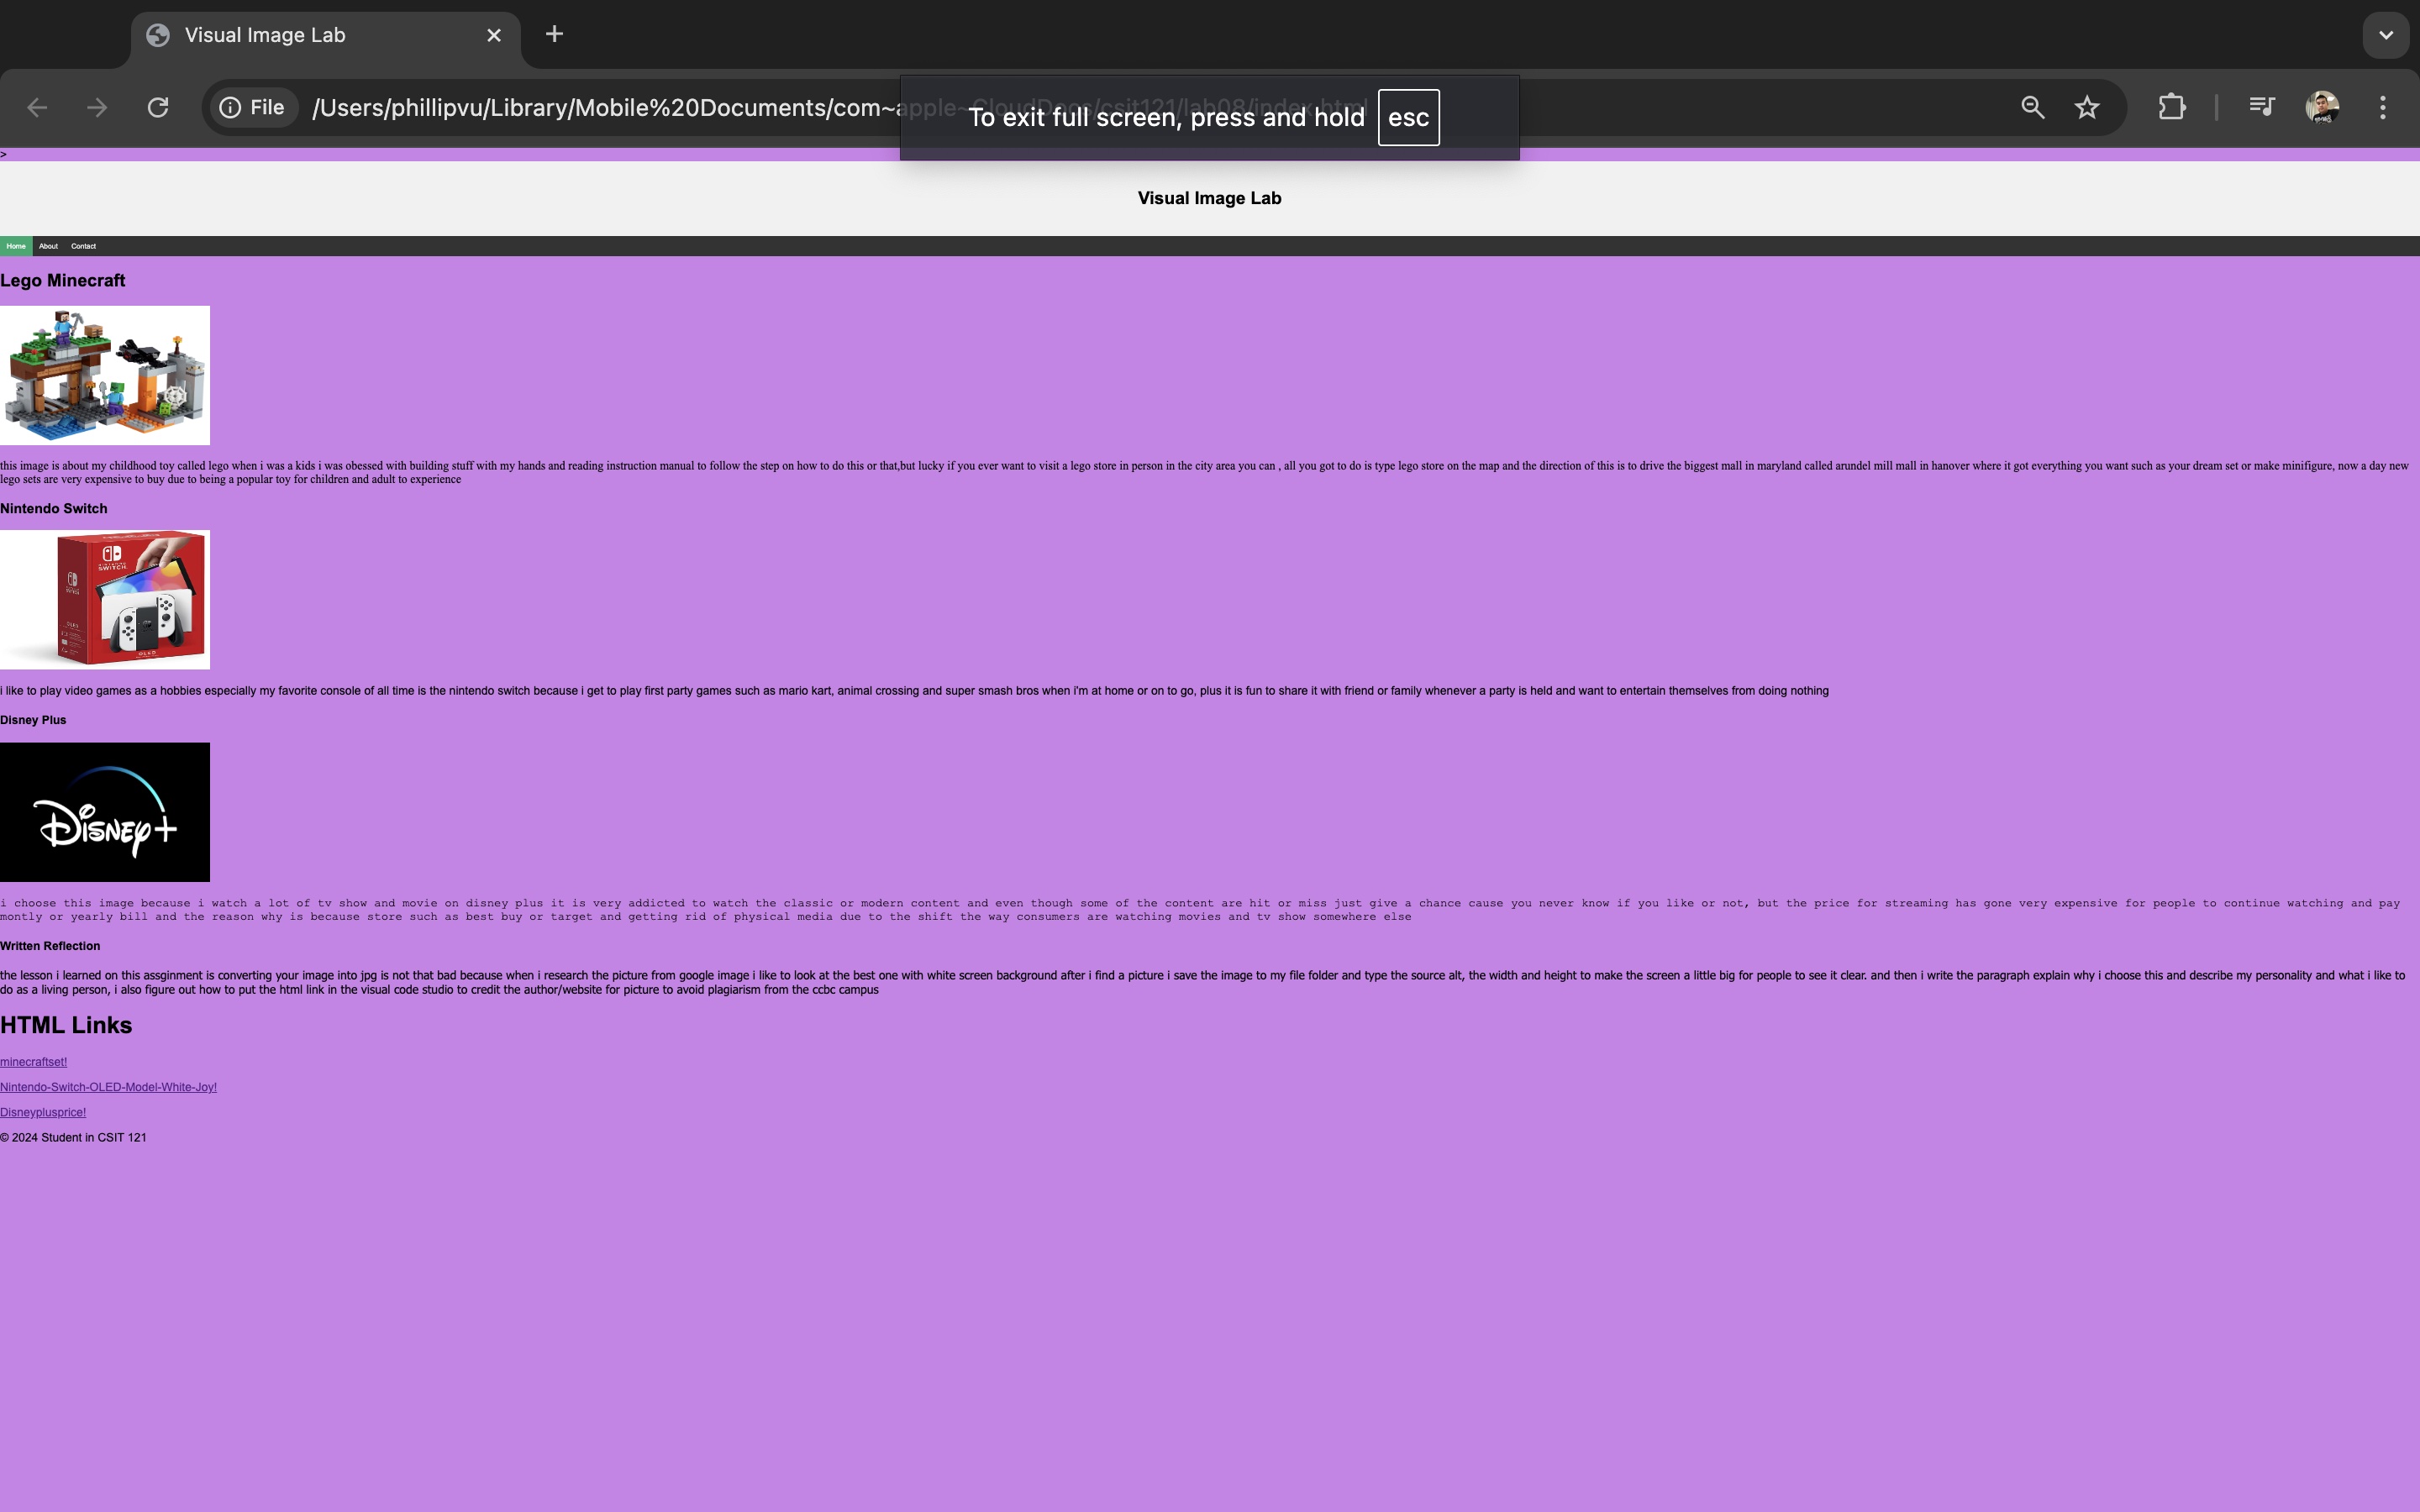 Visual Image Lab
File /Users/phillipvu/Library/Mobile%20Documents/com~apple~CloudDocs/csit121/lab08/index.html
To exit full screen, press and hold esc
>
Visual Image Lab
Home About Contact
Lego Minecraft
this image is about my childhood toy called lego when i was a kids i was obessed with building stuff with my hands and reading instruction manual to follow the step on how to do this or that,but lucky if you ever want to visit a lego store in person in the city area you can , all you got to do is type lego store on the map and the direction of this is to drive the biggest mall in maryland called arundel mill mall in hanover where it got everything you want such as your dream set or make minifigure, now a day new
lego sets are very expensive to buy due to being a popular toy for children and adult to experience
Nintendo Switch
NINTENDO
SWITCH
OLED
i like to play video games as a hobbies especially my favorite console of all time is the nintendo switch because i get to play first party games such as mario kart, animal crossing and super smash bros when i'm at home or on to go, plus it is fun to share it with friend or family whenever a party is held and want to entertain themselves from doing nothing
Disney Plus
Disney+
i choose this image because i watch a lot of tv show and movie on disney plus it is very addicted to watch the classic or modern content and even though some of the content are hit or miss just give a chance cause you never know if you like or not, but the price for streaming has gone very expensive for people to continue watching and pay
montly or yearly bill and the reason why is because store such as best buy or target and getting rid of physical media due to the shift the way consumers are watching movies and tv show somewhere else
Written Reflection
the lesson i learned on this assginment is converting your image into jpg is not that bad because when i research the picture from google image i like to look at the best one with white screen background after i find a picture i save the image to my file folder and type the source alt, the width and height to make the screen a little big for people to see it clear. and then i write the paragraph explain why i choose this and describe my personality and what i like to
do as a living person, i also figure out how to put the html link in the visual code studio to credit the author/website for picture to avoid plagiarism from the ccbc campus
HTML Links
minecraftset!
Nintendo-Switch-OLED-Model-White-Joy!
Disneyplusprice!
© 2024 Student in CSIT 121